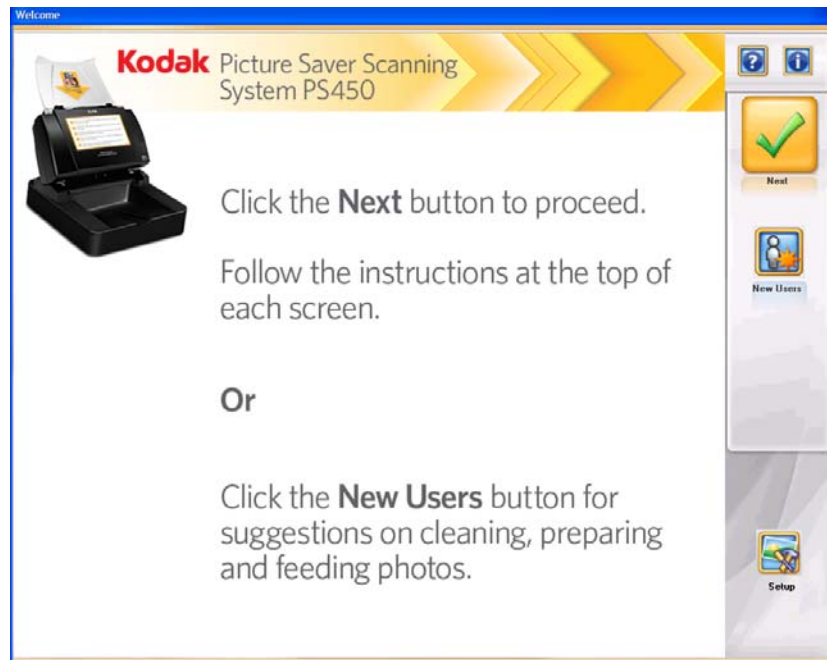 Welcome
Kodak Picture Saver Scanning
System PS450
Click the Next button to proceed.
Follow the instructions at the top of
each screen.
Or
Click the New Users button for
suggestions on cleaning, preparing
and feeding photos.
?
i
Next
New Users
Setup